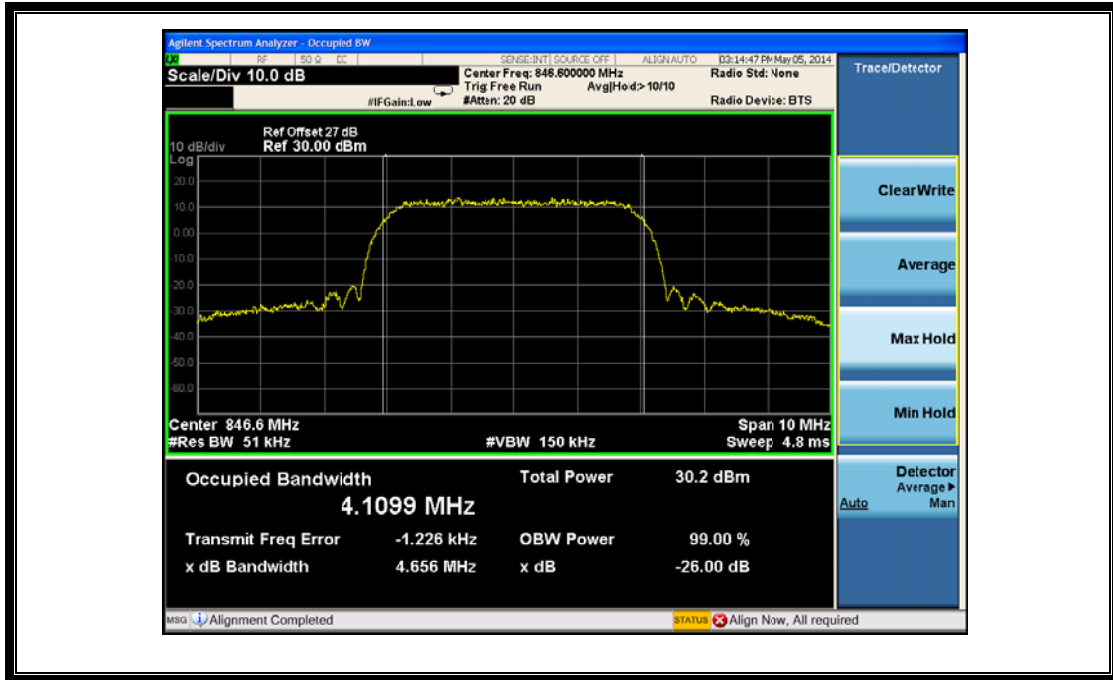 Agilent Spectrum Analyzer - Occupied BW
RF 50 Ω DC SENSE:INT SOURCE OFF ALIGN AUTO 03:14:47 PM May 05, 2014
Scale/Div 10.0 dB Center Freq: 846.600000 MHz Radio Std: None Trace/Detector
Trig: Free Run Avg|Hold:>10/10
#IFGain:Low #Atten: 20 dB Radio Device: BTS
Ref Offset 27 dB
10 dB/div Ref 30.00 dBm
Log
20.0
10.0
0.00
-10.0
-20.0
-30.0
-40.0
-50.0
-60.0
Center 846.6 MHz Span 10 MHz
#Res BW 51 kHz #VBW 150 kHz Sweep 4.8 ms
Occupied Bandwidth Total Power 30.2 dBm
4.1099 MHz
Transmit Freq Error -1.226 kHz OBW Power 99.00 %
x dB Bandwidth 4.656 MHz x dB -26.00 dB
Clear Write
Average
Max Hold
Min Hold
Detector
Average ►
Auto Man
MSG Alignment Completed STATUS Align Now, All required